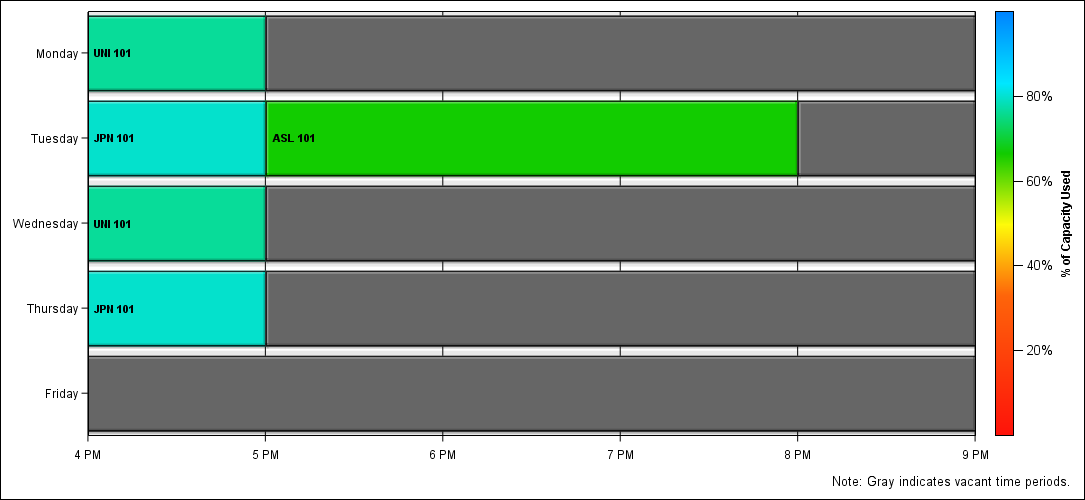 Monday
UNI 101
Tuesday
JPN 101
ASL 101
Wednesday
UNI 101
Thursday
JPN 101
Friday
4 PM
5 PM
6 PM
7 PM
8 PM
9 PM
80%
60%
40%
20%
% of Capacity Used
Note: Gray indicates vacant time periods.